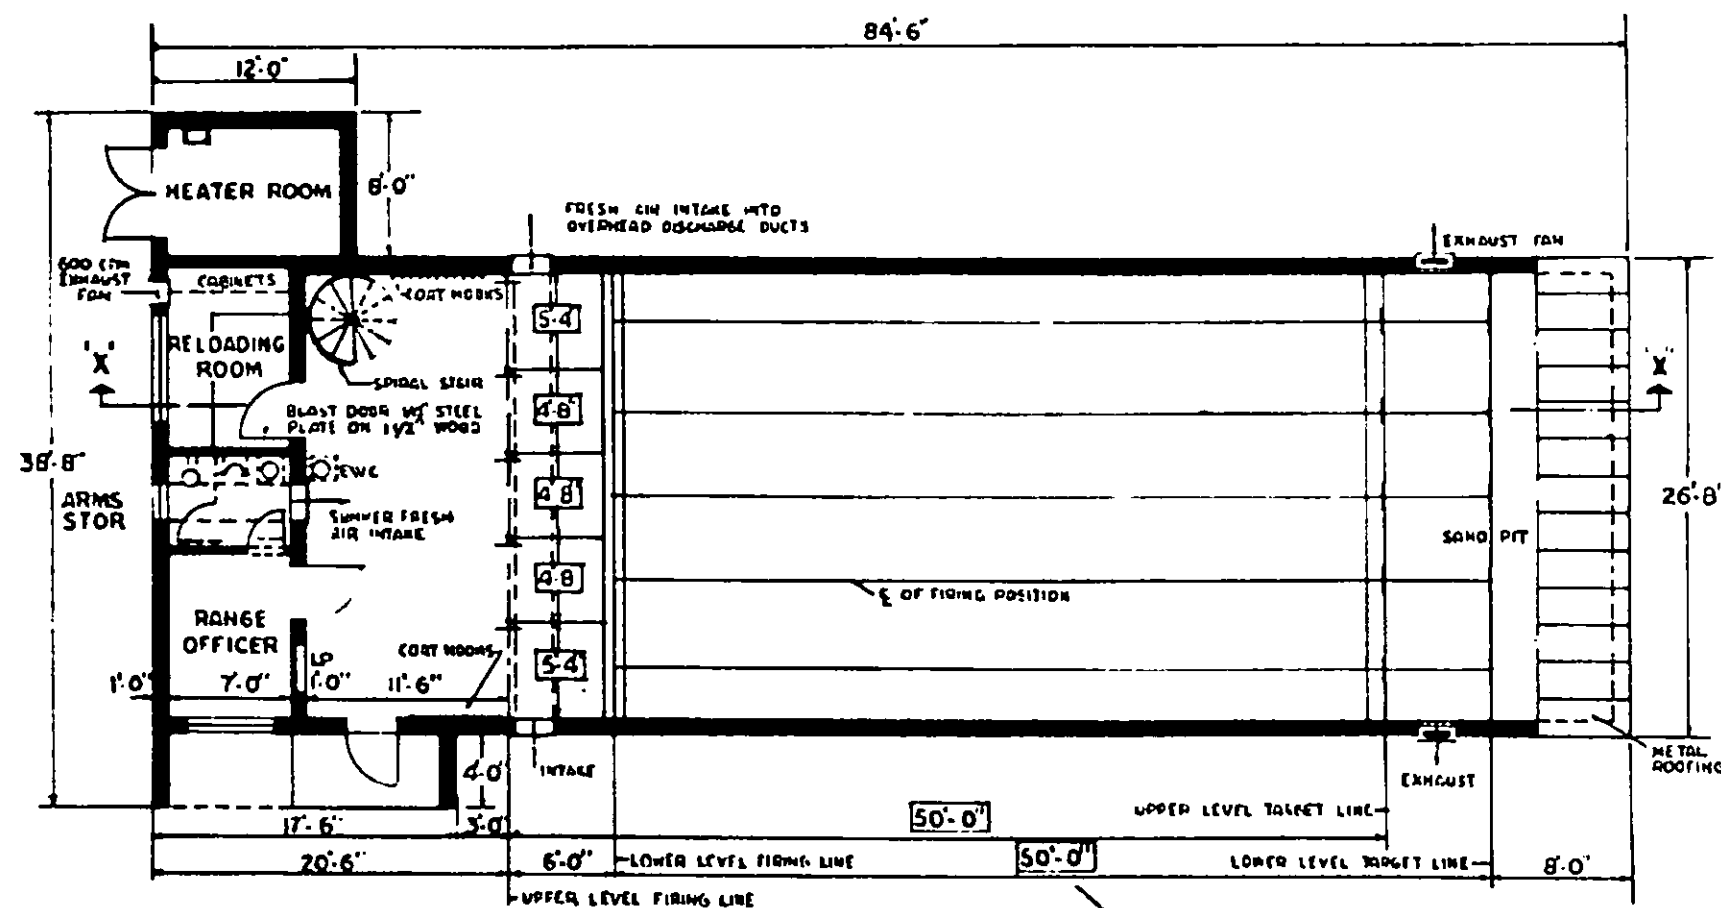 84'-6"
12'-0"
8'-0"
HEATER ROOM
FRESH AIR INTAKE INTO
OVERHEAD DISCHARGE DUCTS
EXHAUST FAN
600 CFM
EXHAUST
FAN
CABINETS
COAT HOOKS
5'-4"
RELOADING
ROOM
"X"
"X"
SPIRAL STAIR
BLAST DOOR
STEEL
PLATE ON 1 1/2" WOOD
4'-8"
38'-8"
EWC
4'-8"
26'-8"
ARMS
STOR
SUMMER FRESH
AIR INTAKE
SAND PIT
4'-8
℄ OF FIRING POSITION
RANGE
OFFICER
COAT HOOKS
LP
5'-4"
1'-0"
7'-0"
1'-0"
11'-6"
METAL
ROOFING
4'-0"
INTAKE
EXHAUST
50'-0"
UPPER LEVEL TARGET LINE
17'-6"
3'-0"
20'-6"
6'-0"
LOWER LEVEL FIRING LINE
50'-0"
LOWER LEVEL TARGET LINE
8'-0"
UPPER LEVEL FIRING LINE